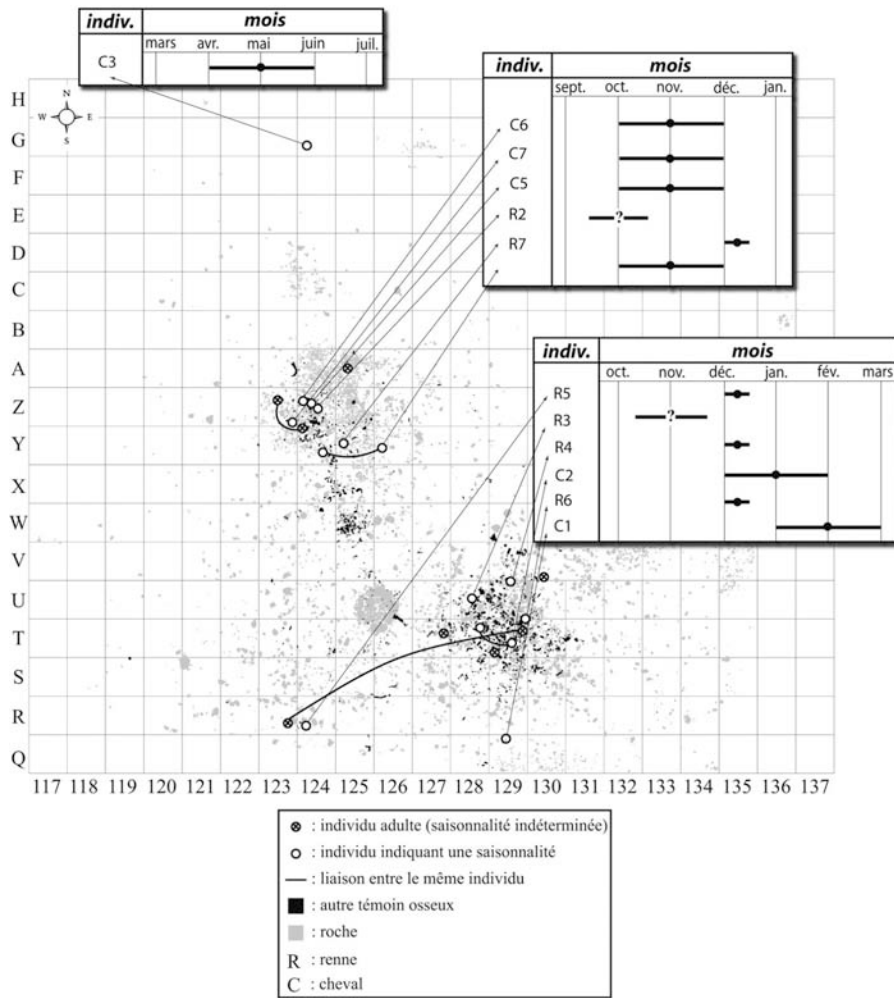 indiv. mois
mars avr. mai juin juil.
C3
indiv. mois
sept. oct. nov. déc. jan.
C6
C7
C5
R2
?
R7
indiv. mois
oct. nov. déc. jan. fév. mars
R5
R3
?
R4
C2
R6
C1
N
W E
S
H
G
F
E
D
C
B
A
Z
Y
X
W
V
U
T
S
R
Q
117 118 119 120 121 122 123 124 125 126 127 128 129 130 131 132 133 134 135 136 137
: individu adulte (saisonnalité indéterminée)
: individu indiquant une saisonnalité
: liaison entre le même individu
: autre témoin osseux
: roche
R : renne
C : cheval